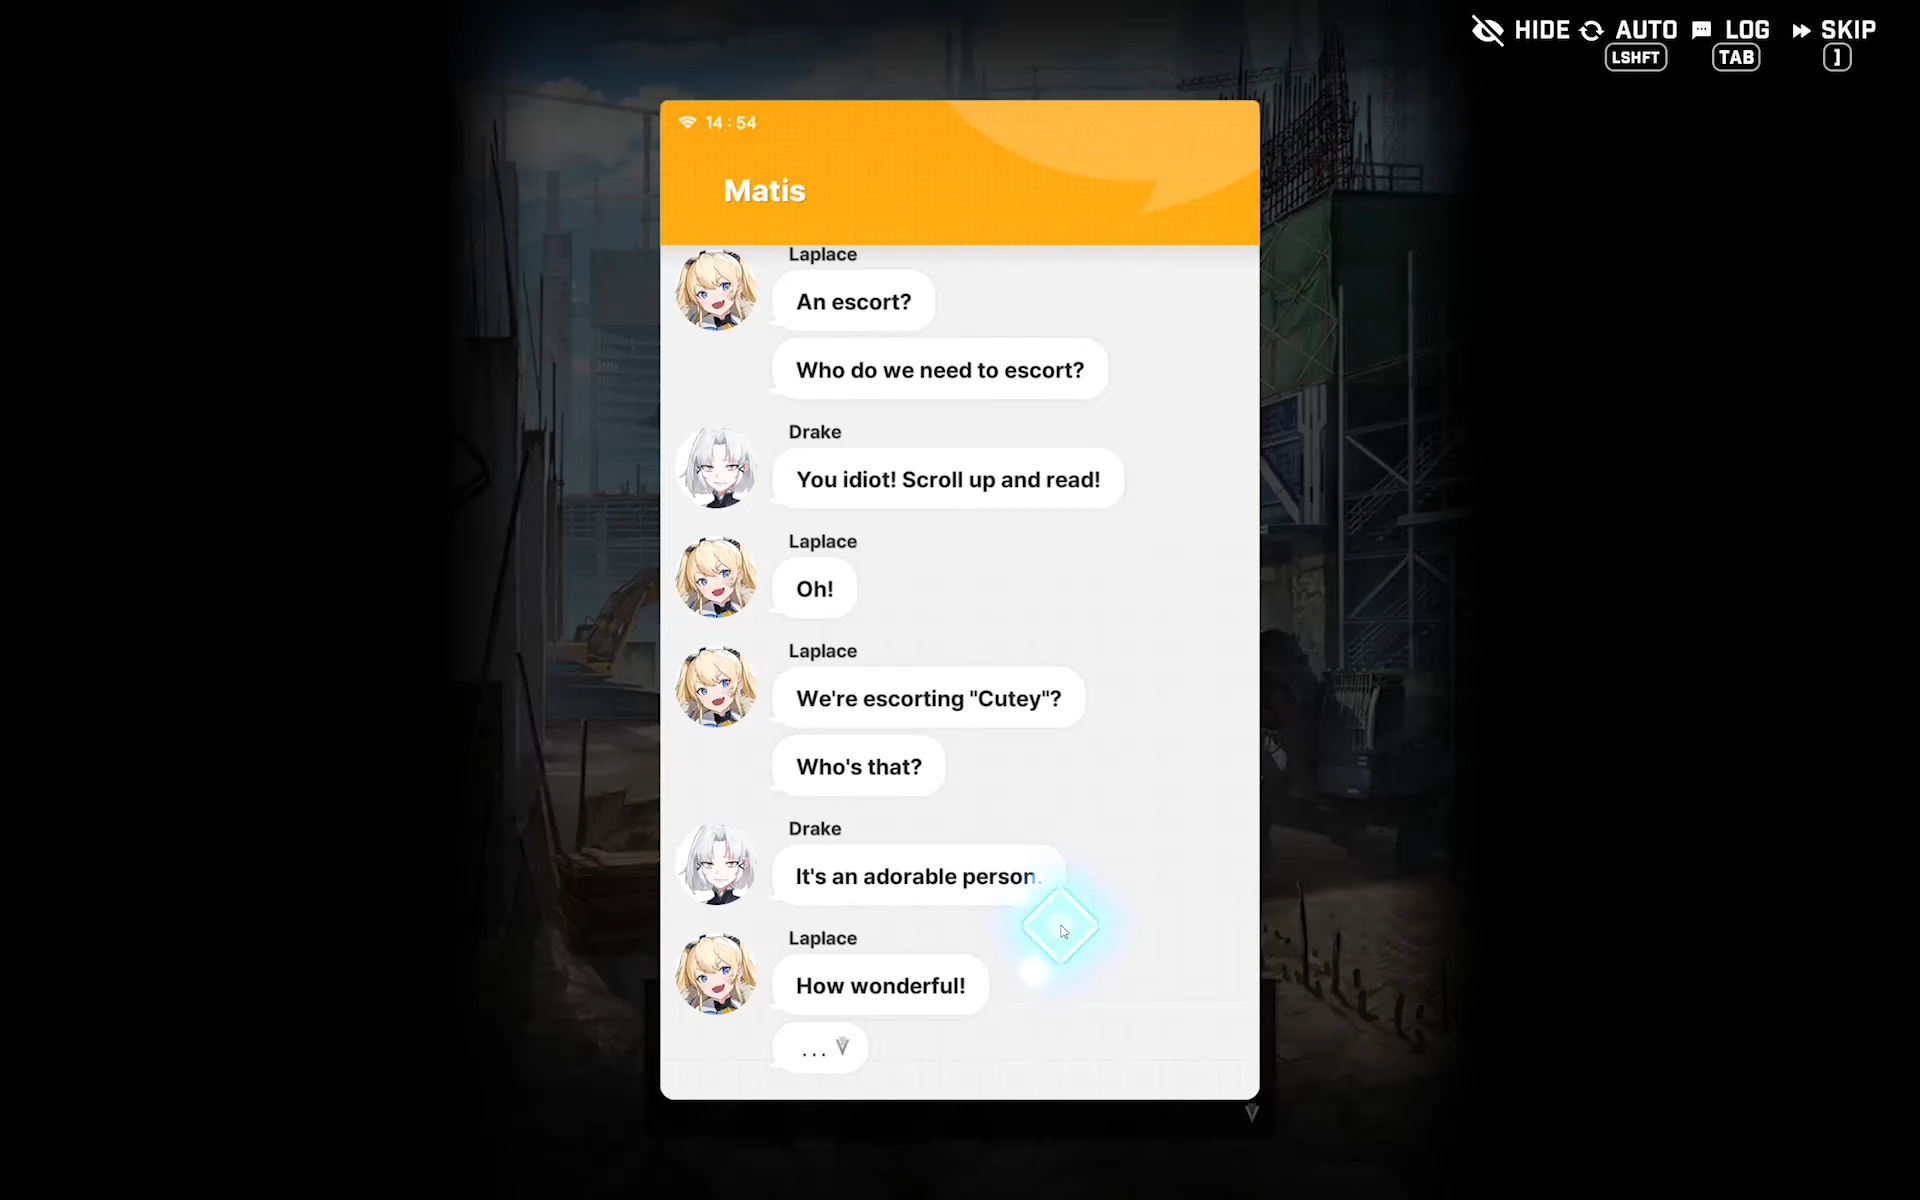 HIDE AUTO LOG SKIP
LSHFT TAB ]
14:54
Matis
Laplace
An escort?
Who do we need to escort?
Drake
You idiot! Scroll up and read!
Laplace
Oh!
Laplace
We're escorting "Cutey"?
Who's that?
Drake
It's an adorable person.
Laplace
How wonderful!
...